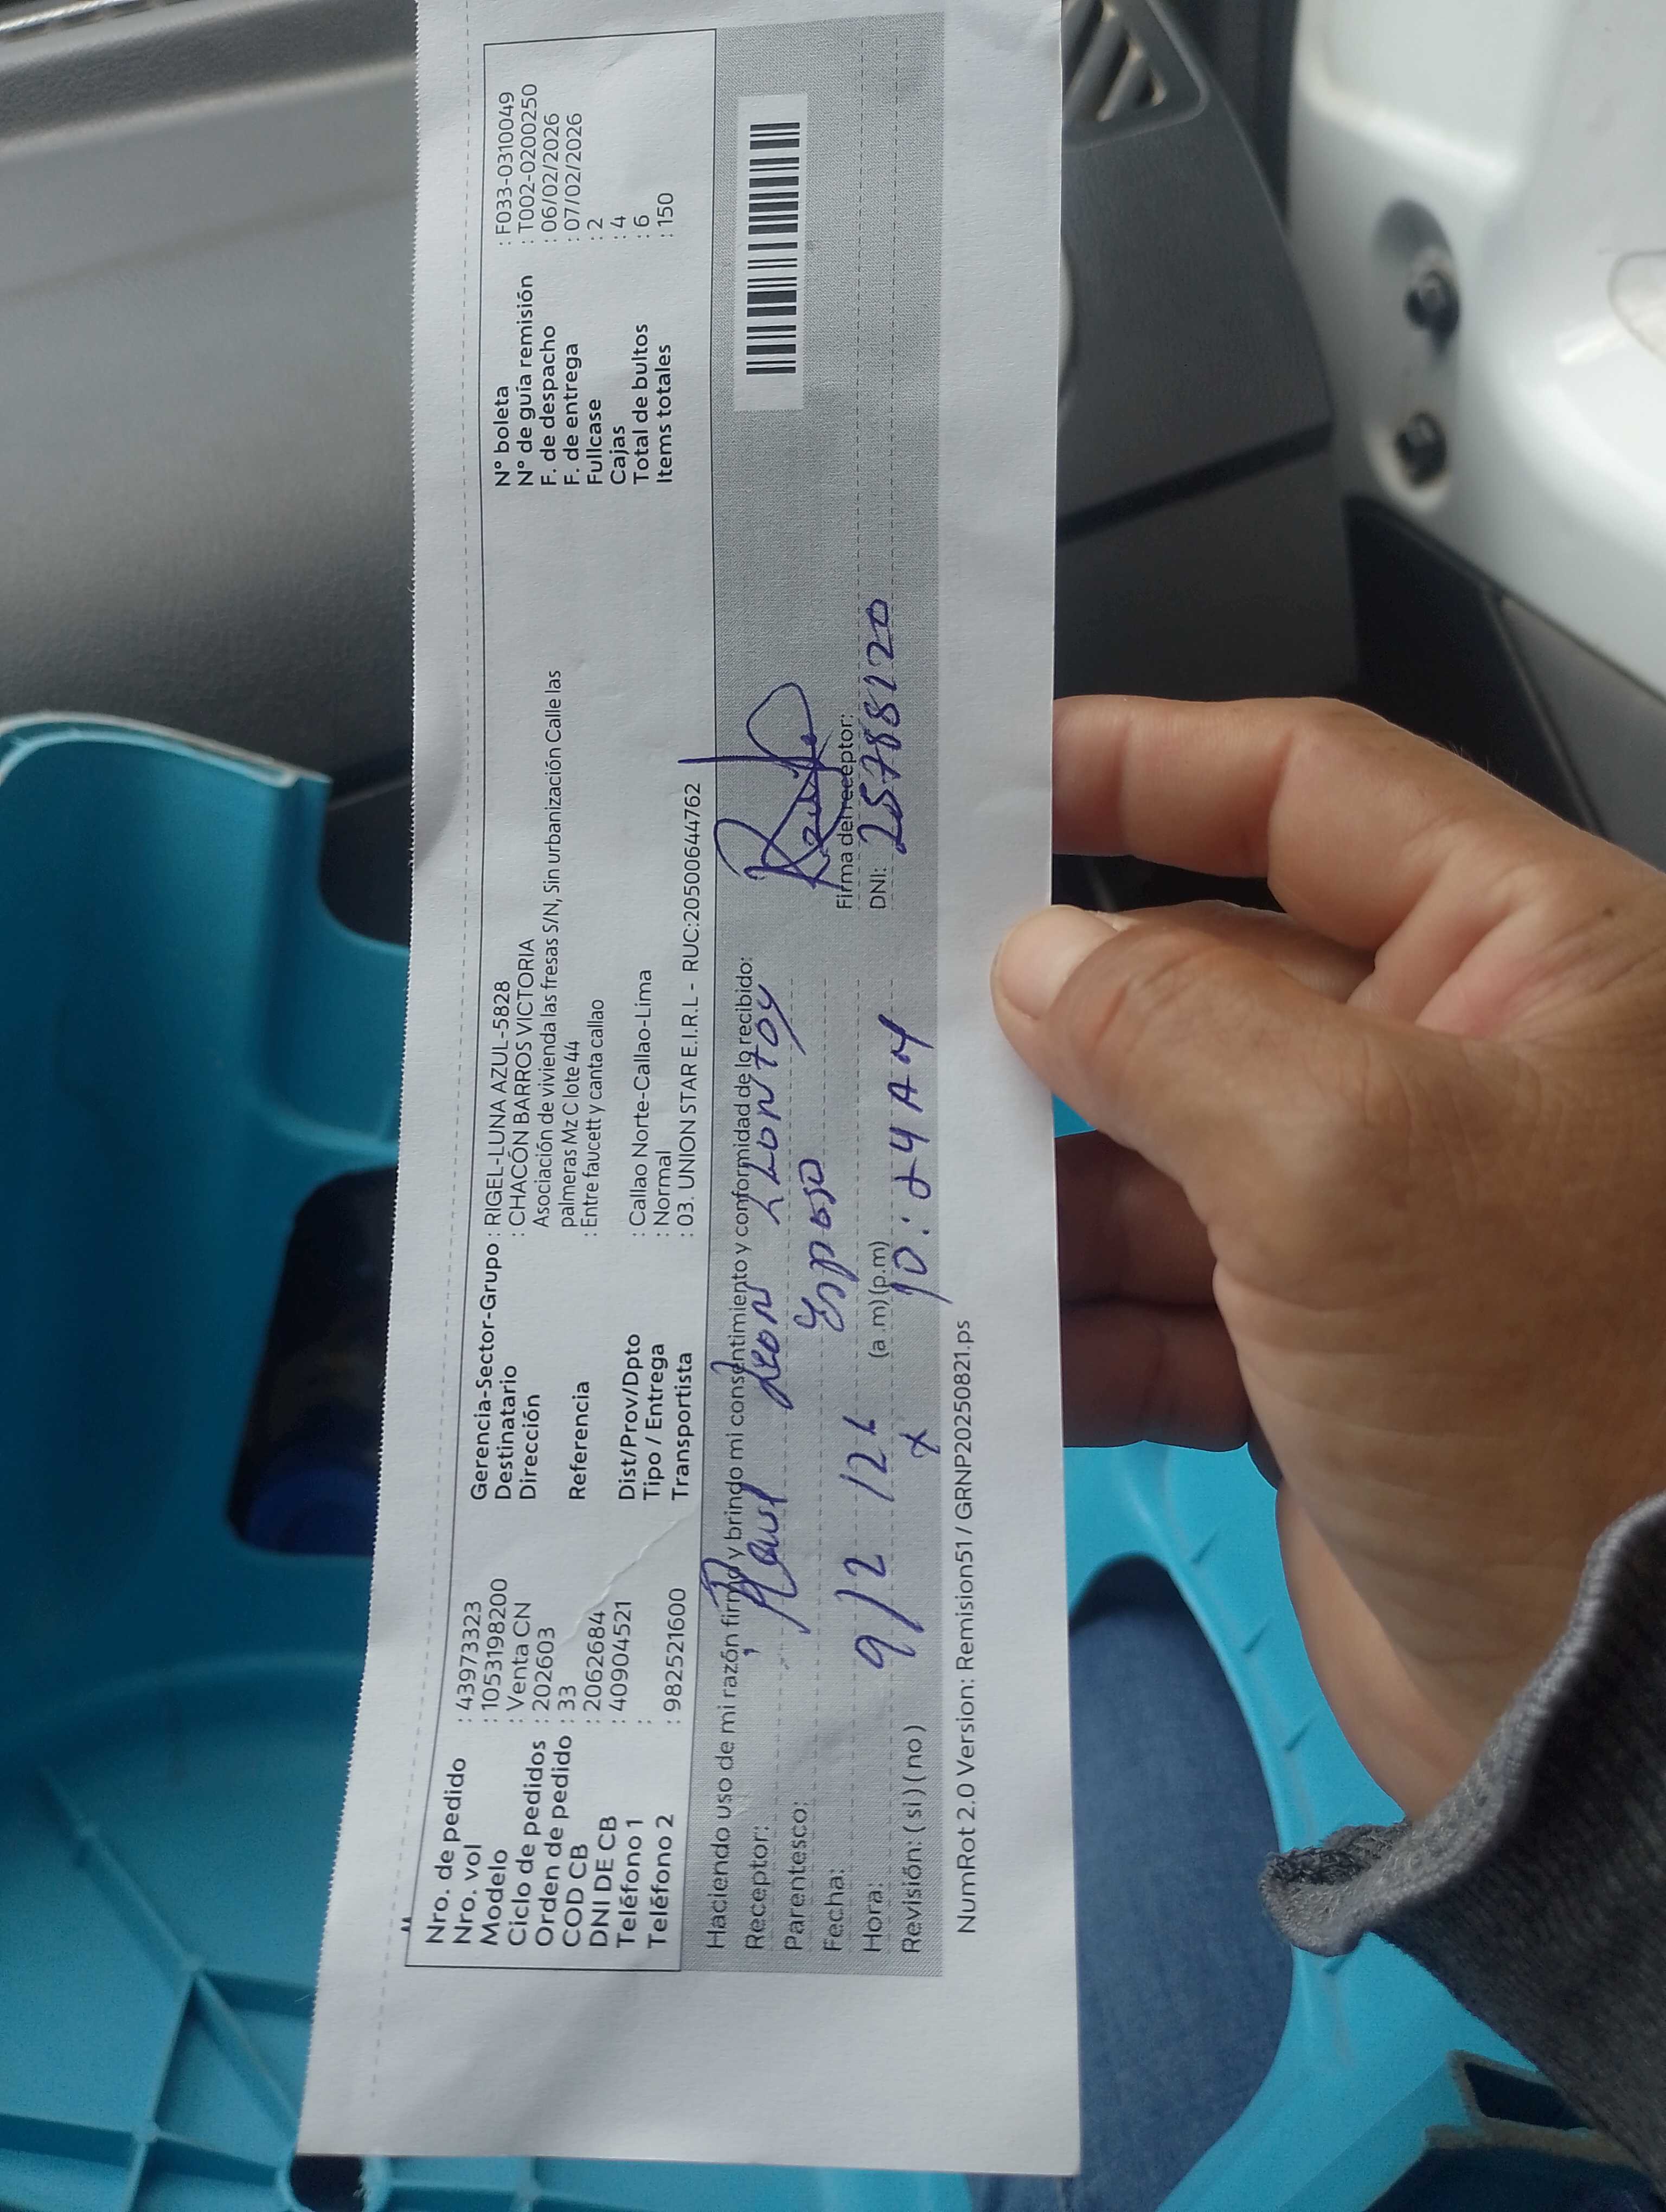 Nro. de pedido : 43973323
Nro. vol : 1053198200
Modelo : Venta CN
Ciclo de pedidos : 202603
Orden de pedido : 33
COD CB : 2062684
DNI DE CB : 40904521
Teléfono 1 :
Teléfono 2 : 982521600
Gerencia-Sector-Grupo : RIGEL-LUNA AZUL-5828
Destinatario : CHACÓN BARROS VICTORIA
Dirección Asociación de vivienda las fresas S/N, Sin urbanización Calle las
palmeras Mz C lote 44
Referencia : Entre faucett y canta callao
Dist/Prov/Dpto : Callao Norte-Callao-Lima
Tipo / Entrega : Normal
Transportista : 03. UNION STAR E.I.R.L - RUC:20500644762
N° boleta : F033-0310049
N° de guía remisión : T002-0200250
F. de despacho : 06/02/2026
F. de entrega : 07/02/2026
Fullcase : 2
Cajas : 4
Total de bultos : 6
Items totales : 150
Haciendo uso de mi razón firmo y brindo mi consentimiento y conformidad de lo recibido:
Receptor: Raul Leon
Parentesco: Esposo
Fecha: 9/2/26
Hora: (a.m)(p.m) 10:24 AM
Revisión: (si)(no) x
Firma del receptor:
DNI: 25788220
NumRot 2.0 Version: Remision51 / GRNP20250821.ps